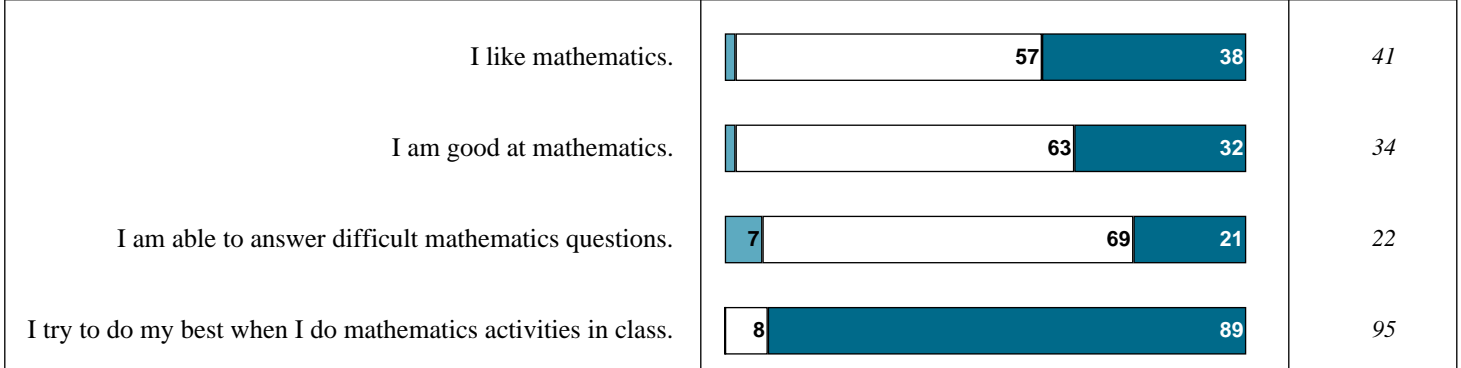 I like mathematics. 57 38 41
I am good at mathematics. 63 32 34
I am able to answer difficult mathematics questions. 7 69 21 22
I try to do my best when I do mathematics activities in class. 8 89 95